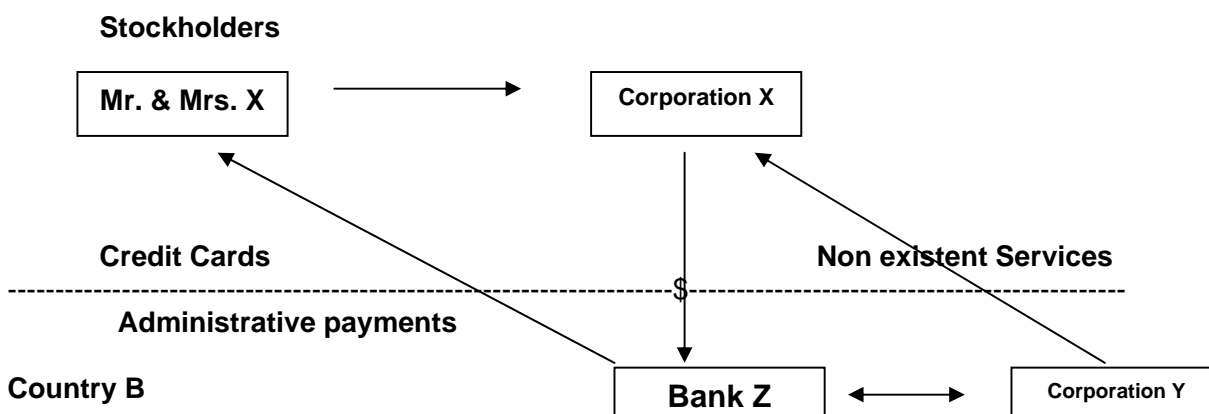 Stockholders
Mr. & Mrs. X
Corporation X
Credit Cards
Non existent Services
$
Administrative payments
Country B
Bank Z
Corporation Y